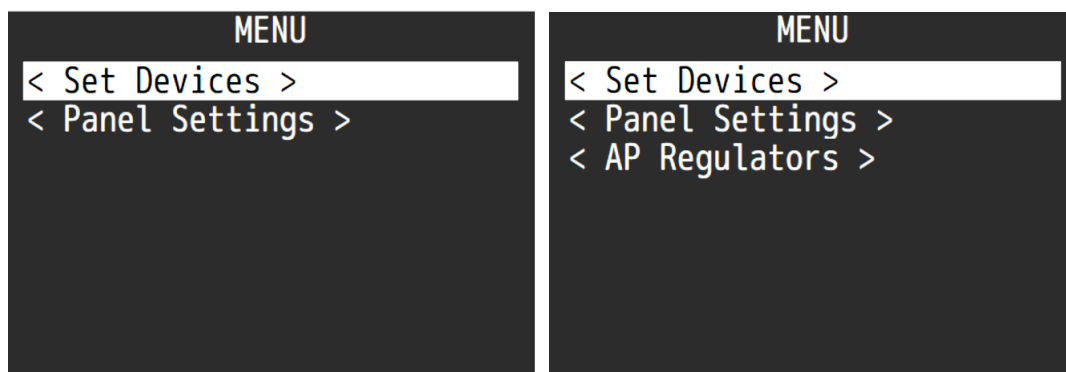 MENU
< Set Devices >
< Panel Settings >
MENU
< Set Devices >
< Panel Settings >
< AP Regulators >